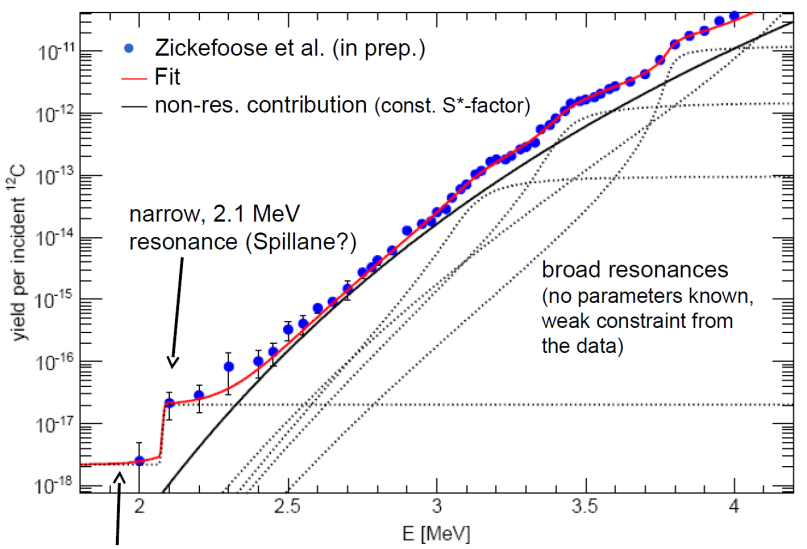 Zickefoose et al. (in prep.)
Fit
non-res. contribution (const. S*-factor)
narrow, 2.1 MeV
resonance (Spillane?)
broad resonances
(no parameters known,
weak constraint from
the data)
yield per incident ¹²C
10⁻¹¹
10⁻¹²
10⁻¹³
10⁻¹⁴
10⁻¹⁵
10⁻¹⁶
10⁻¹⁷
10⁻¹⁸
2 2.5 3 3.5 4
E [MeV]